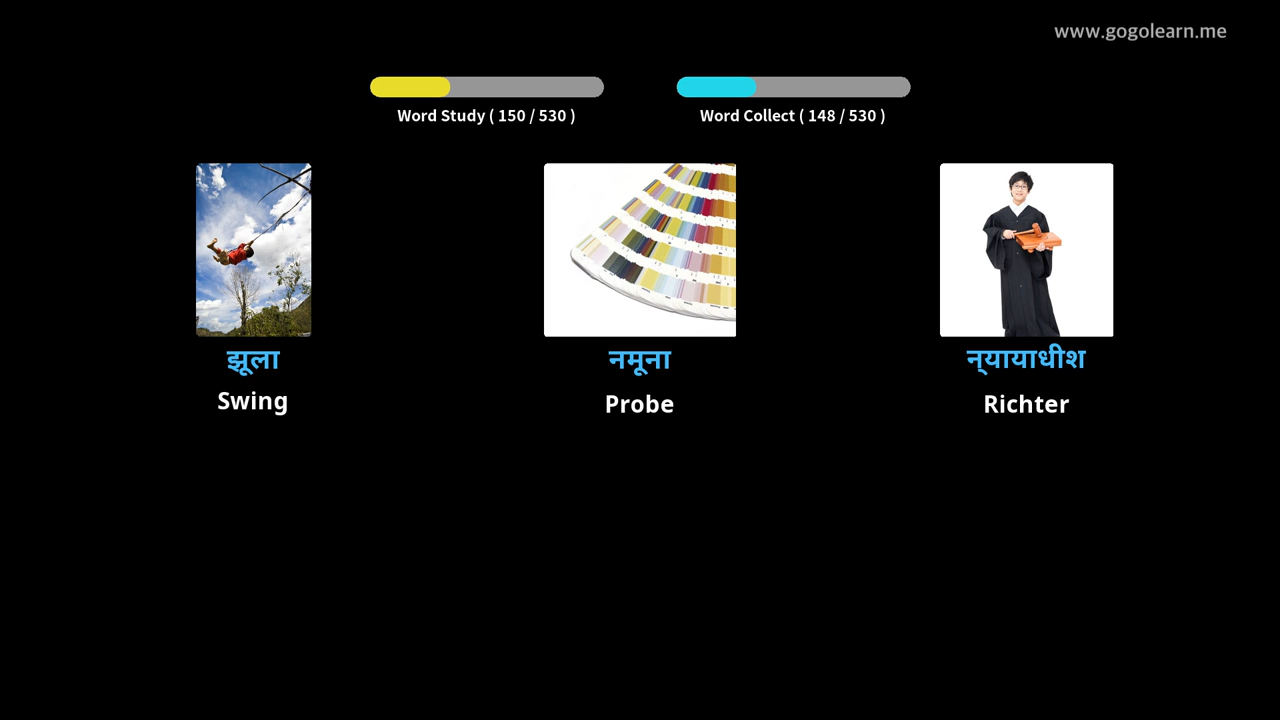 www.gogolearn.me
Word Study ( 150 / 530 )
Word Collect ( 148 / 530 )
झूला
नमूना
न्यायाधीश
Swing
Probe
Richter